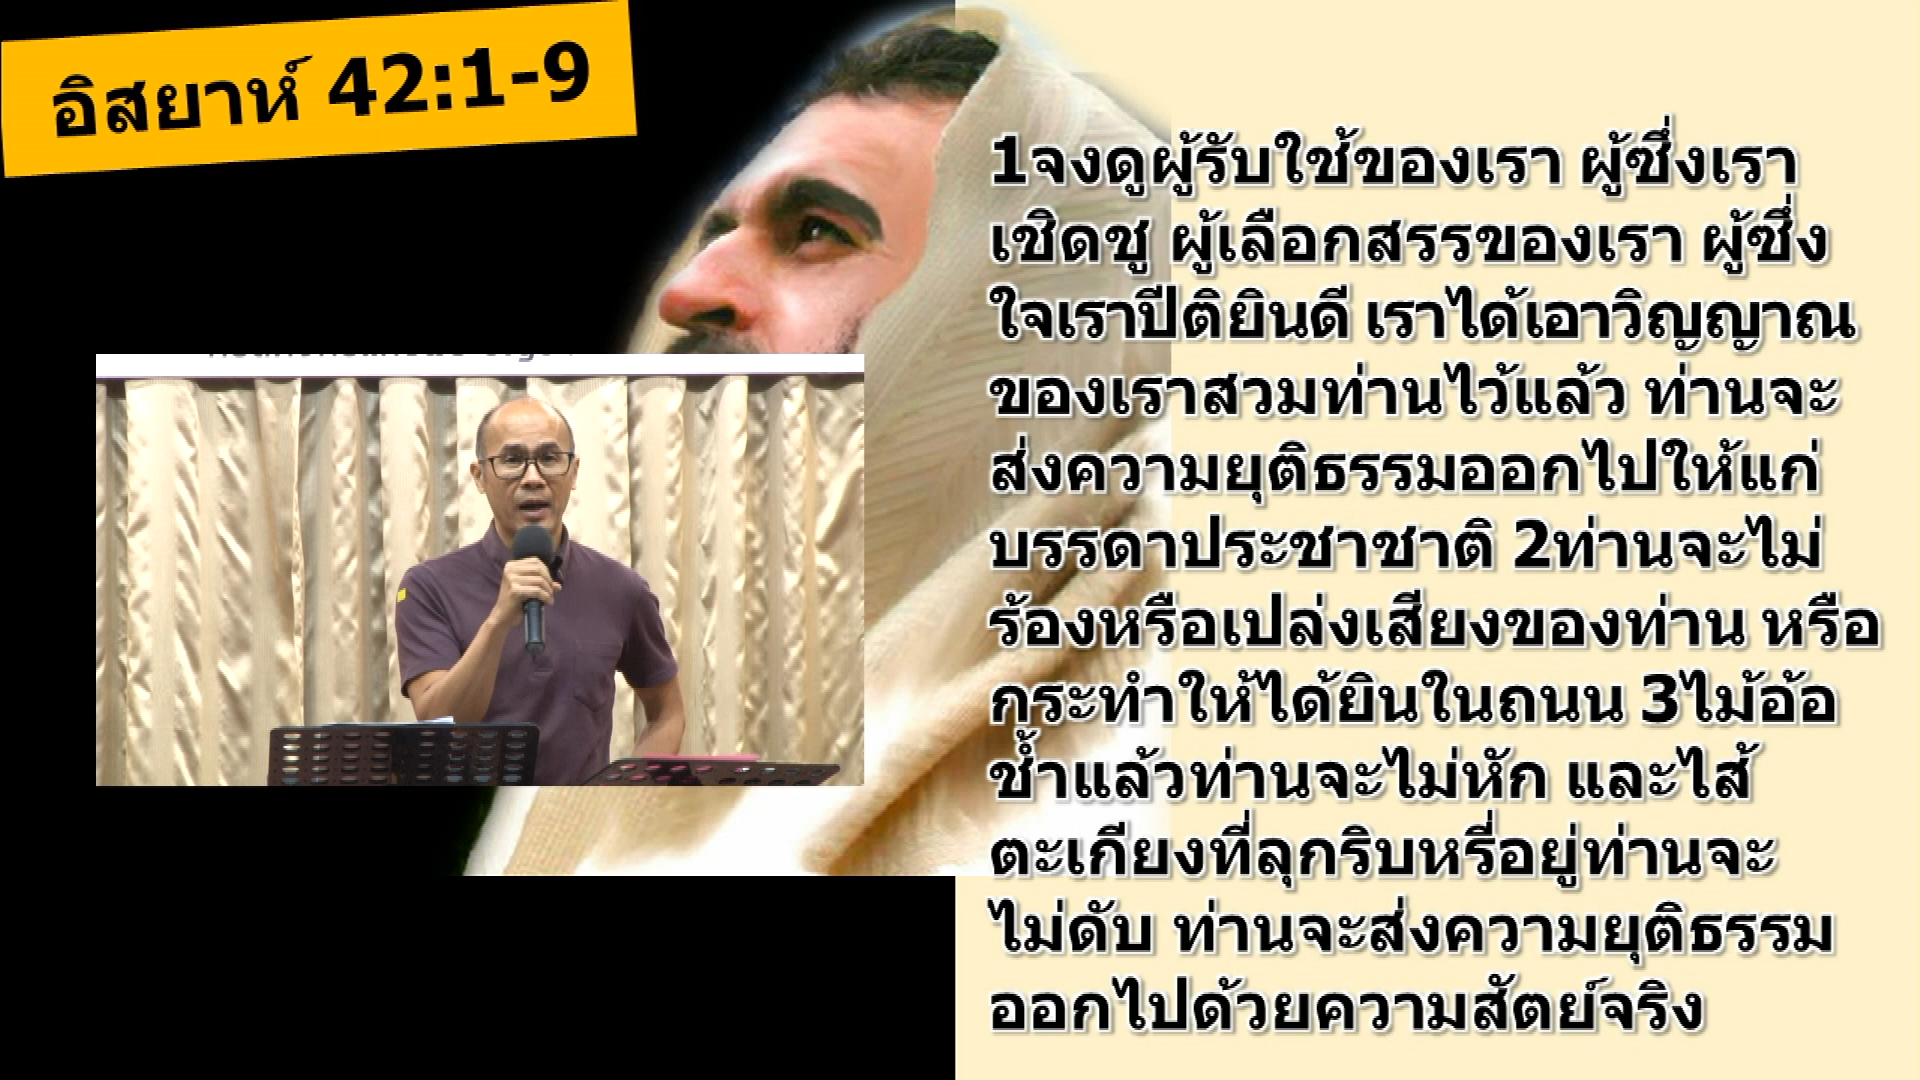 อิสยาห์ 42:1-9
1จงดูผู้รับใช้ของเรา ผู้ซึ่งเรา
เชิดชู ผู้เลือกสรรของเรา ผู้ซึ่ง
ใจเราปีติยินดี เราได้เอาวิญญาณ
ของเราสวมท่านไว้แล้ว ท่านจะ
ส่งความยุติธรรมออกไปให้แก่
บรรดาประชาชาติ 2ท่านจะไม่
ร้องหรือเปล่งเสียงของท่าน หรือ
กระทำให้ได้ยินในถนน 3ไม้อ้อ
ช้ำแล้วท่านจะไม่หัก และไส้
ตะเกียงที่ลุกริบหรี่อยู่ท่านจะ
ไม่ดับ ท่านจะส่งความยุติธรรม
ออกไปด้วยความสัตย์จริง